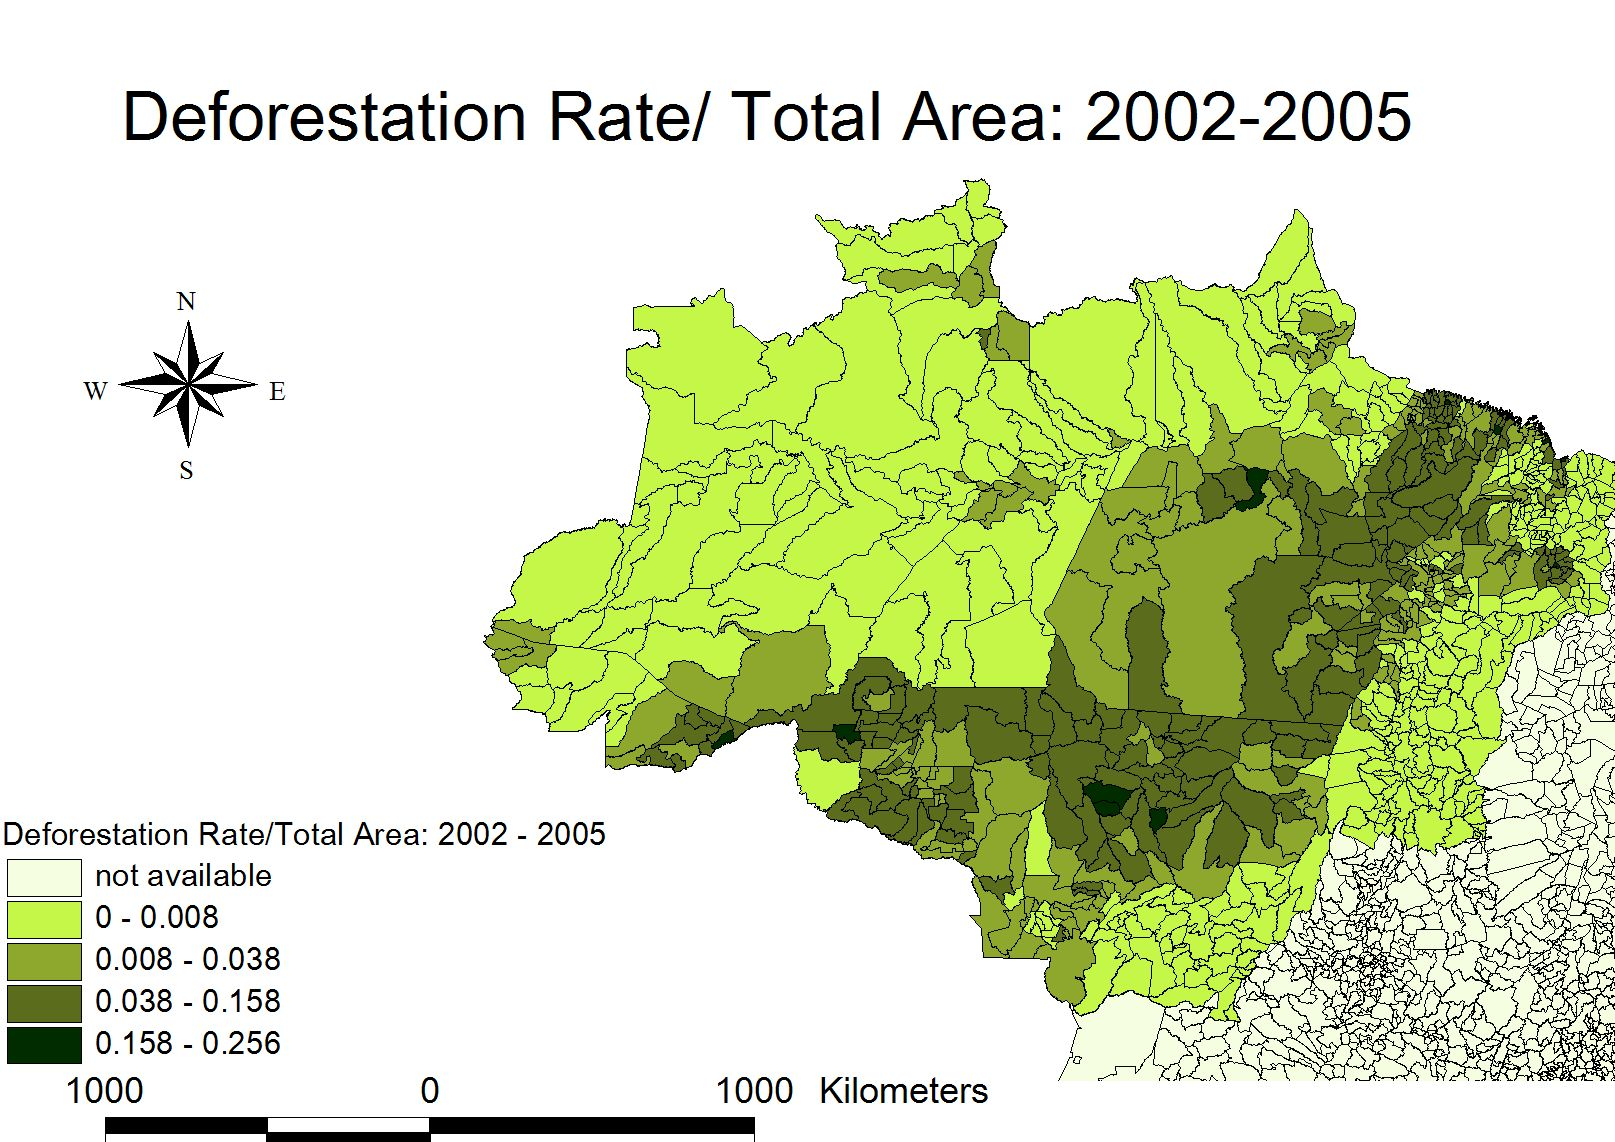 Deforestation Rate/ Total Area: 2002-2005
N
W E
S
Deforestation Rate/Total Area: 2002 - 2005
not available
0 - 0.008
0.008 - 0.038
0.038 - 0.158
0.158 - 0.256
1000 0 1000 Kilometers